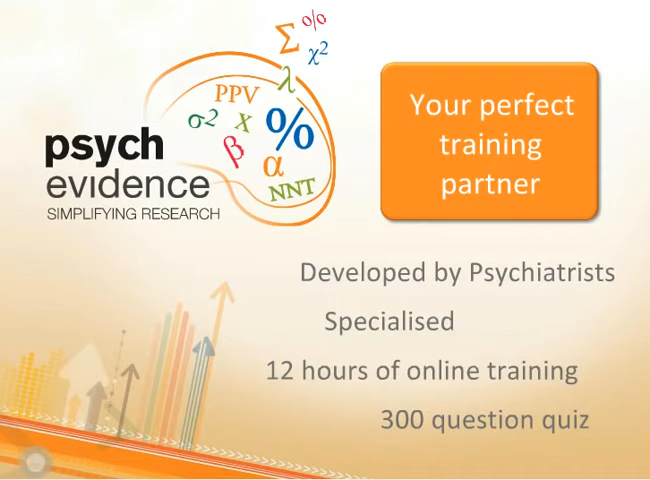 Σ %
χ²
λ
PPV
σ² X %
β
α
NNT
psych
evidence
SIMPLIFYING RESEARCH
Your perfect
training
partner
Developed by Psychiatrists
Specialised
12 hours of online training
300 question quiz